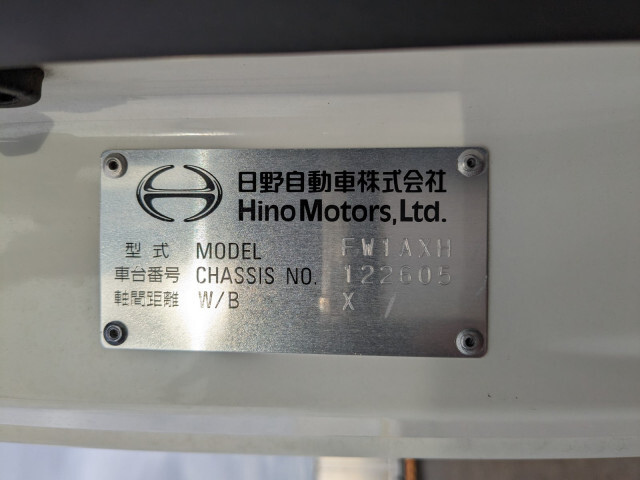 日野自動車株式会社
Hino Motors, Ltd.
型式 MODEL FW1AXH
車台番号 CHASSIS NO. 122605
軸間距離 W/B X